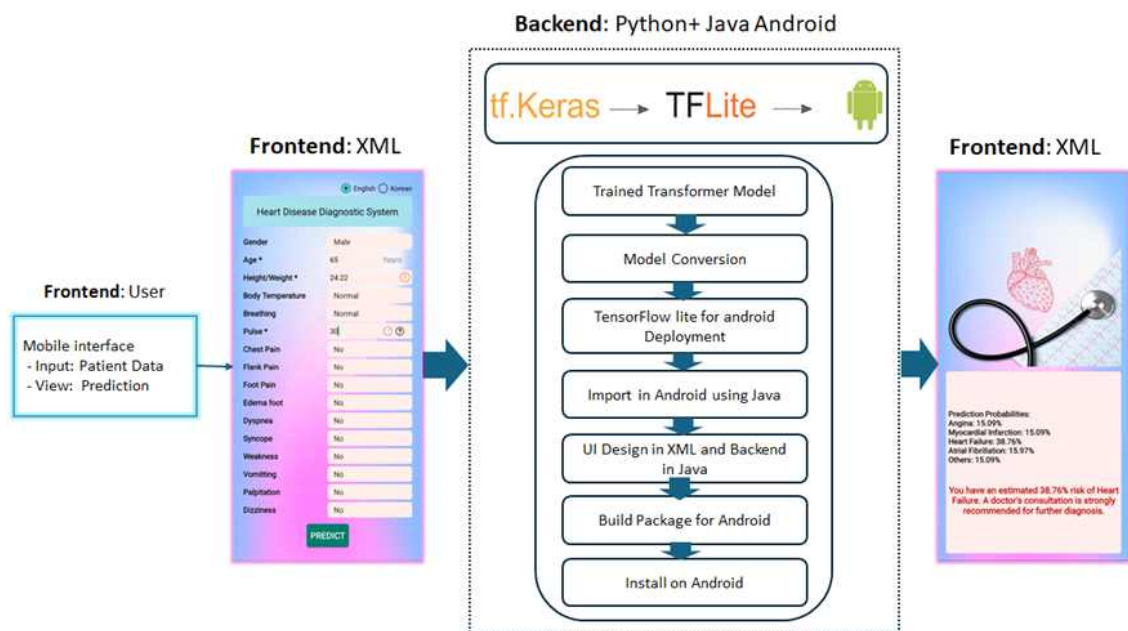 Backend: Python+ Java Android
tf.Keras
TFLite
Frontend: XML
English Korean
Heart Disease Diagnostic System
Gender Male
Age * 65 Years
Height/Weight * 24.22
Body Temperature Normal
Breathing Normal
Pulse * 30
Chest Pain No
Flank Pain No
Foot Pain No
Edema foot No
Dyspnea No
Syncope No
Weakness No
Vomitting No
Palpitation No
Dizziness No
PREDICT
Frontend: User
Mobile interface
- Input: Patient Data
- View: Prediction
Trained Transformer Model
Model Conversion
TensorFlow lite for android
Deployment
Import in Android using Java
UI Design in XML and Backend
in Java
Build Package for Android
Install on Android
Frontend: XML
Prediction Probabilities:
Angina: 15.09%
Myocardial Infarction: 15.09%
Heart Failure: 38.76%
Atrial Fibrillation: 15.97%
Others: 15.09%
You have an estimated 38.76% risk of Heart
Failure. A doctor's consultation is strongly
recommended for further diagnosis.